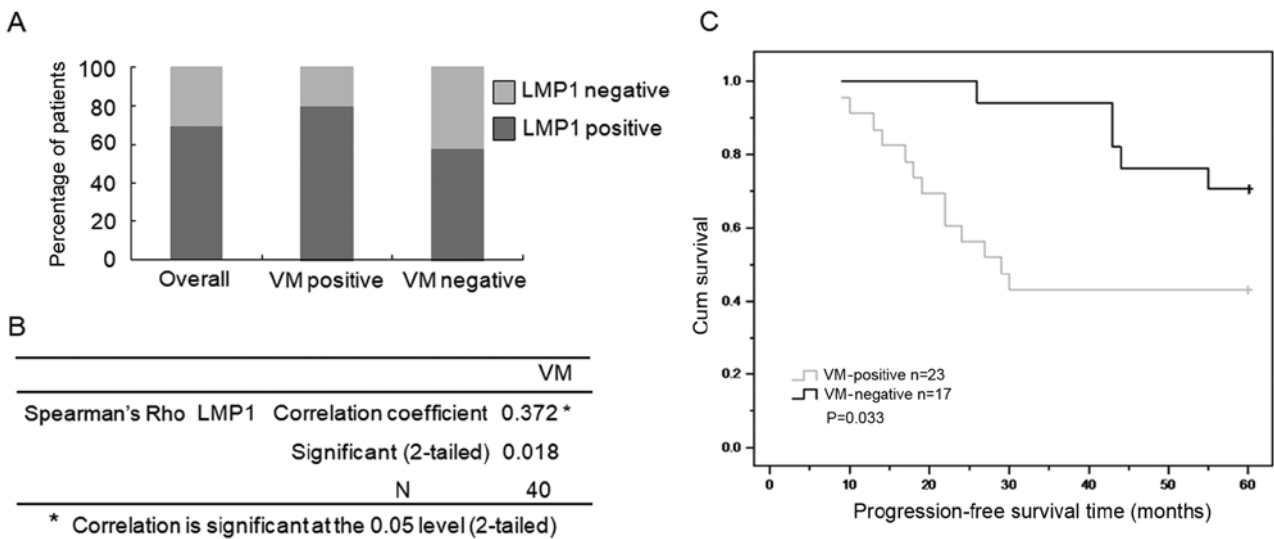 A
Percentage of patients
100
80
60
40
20
0
Overall VM positive VM negative
LMP1 negative
LMP1 positive
B
VM
Spearman's Rho LMP1 Correlation coefficient 0.372 *
Significant (2-tailed) 0.018
N 40
* Correlation is significant at the 0.05 level (2-tailed)
C
Cum survival
1.0
0.8
0.6
0.4
0.2
0.0
VM-positive n=23
VM-negative n=17
P=0.033
0 10 20 30 40 50 60
Progression-free survival time (months)